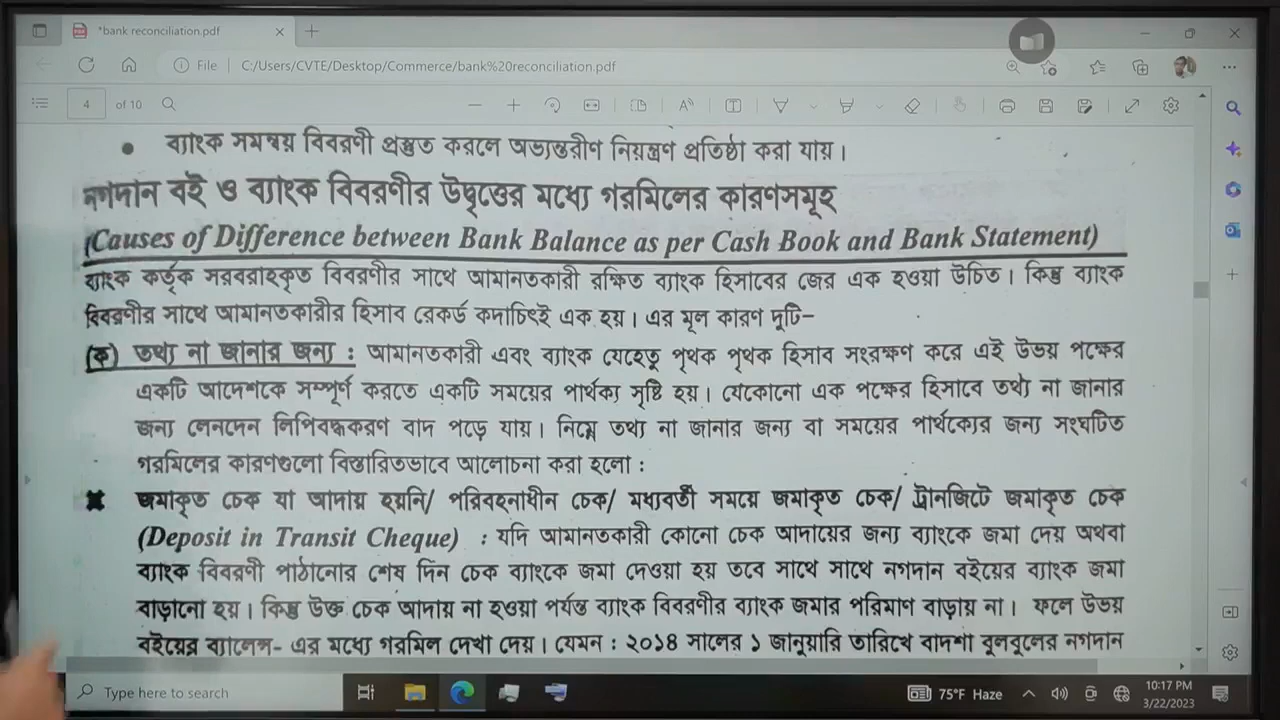 *bank reconciliation.pdf
File C:/Users/CVTE/Desktop/Commerce/bank%20reconciliation.pdf
4 of 10
ব্যাংক সমন্বয় বিবরণী প্রস্তুত করলে অভ্যন্তরীণ নিয়ন্ত্রণ প্রতিষ্ঠা করা যায়।
নগদান বই ও ব্যাংক বিবরণীর উদ্বৃত্তের মধ্যে গরমিলের কারণসমূহ
(Causes of Difference between Bank Balance as per Cash Book and Bank Statement)
ব্যাংক কর্তৃক সরবরাহকৃত বিবরণীর সাথে আমানতকারী রক্ষিত ব্যাংক হিসাবের জের এক হওয়া উচিত। কিন্তু ব্যাংক
বিবরণীর সাথে আমানতকারীর হিসাব রেকর্ড কদাচিৎই এক হয়। এর মূল কারণ দুটি-
(ক) তথ্য না জানার জন্য : আমানতকারী এবং ব্যাংক যেহেতু পৃথক পৃথক হিসাব সংরক্ষণ করে এই উভয় পক্ষের
একটি আদেশকে সম্পূর্ণ করতে একটি সময়ের পার্থক্য সৃষ্টি হয়। যেকোনো এক পক্ষের হিসাবে তথ্য না জানার
জন্য লেনদেন লিপিবদ্ধকরণ বাদ পড়ে যায়। নিম্নে তথ্য না জানার জন্য বা সময়ের পার্থক্যের জন্য সংঘটিত
গরমিলের কারণগুলো বিস্তারিতভাবে আলোচনা করা হলো :
জমাকৃত চেক যা আদায় হয়নি/ পরিবহনাধীন চেক/ মধ্যবর্তী সময়ে জমাকৃত চেক/ ট্রানজিটে জমাকৃত চেক
(Deposit in Transit Cheque) : যদি আমানতকারী কোনো চেক আদায়ের জন্য ব্যাংকে জমা দেয় অথবা
ব্যাংক বিবরণী পাঠানোর শেষ দিন চেক ব্যাংকে জমা দেওয়া হয় তবে সাথে সাথে নগদান বইয়ের ব্যাংক জমা
বাড়ানো হয়। কিন্তু উক্ত চেক আদায় না হওয়া পর্যন্ত ব্যাংক বিবরণীর ব্যাংক জমার পরিমাণ বাড়ায় না। ফলে উভয়
বইয়ের ব্যালেন্স- এর মধ্যে গরমিল দেখা দেয়। যেমন : ২০১৪ সালের ১ জানুয়ারি তারিখে বাদশা বুলবুলের নগদান
Type here to search
75°F Haze
10:17 PM
3/22/2023